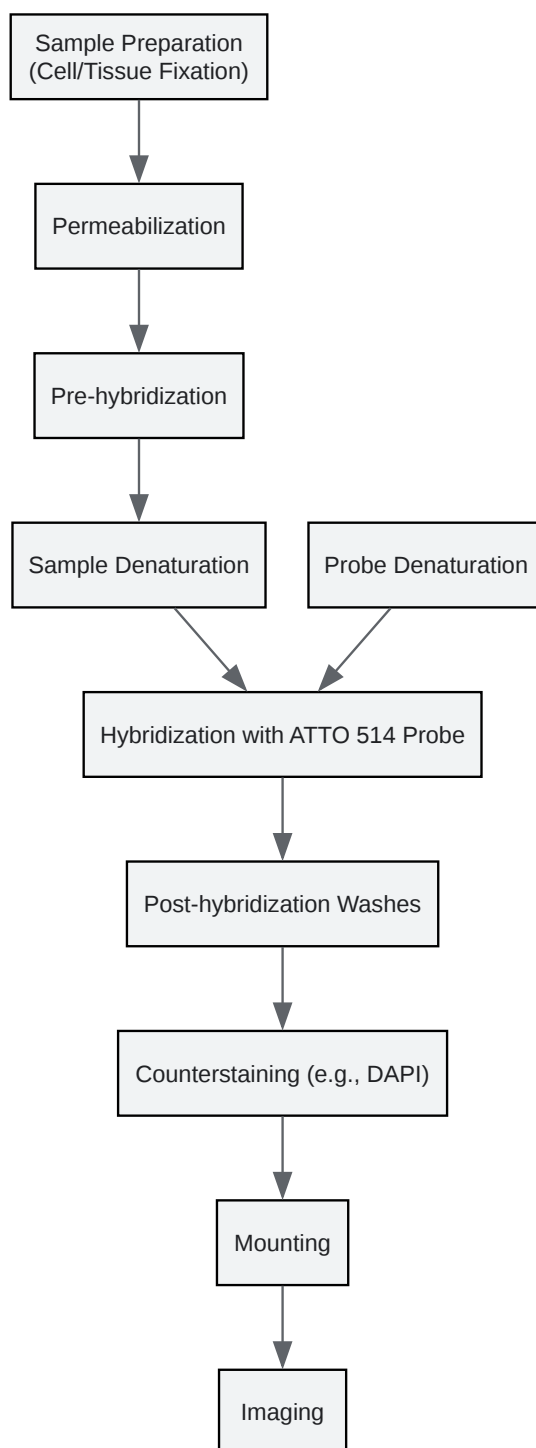 Sample Preparation
(Cell/Tissue Fixation)
Permeabilization
Pre-hybridization
Sample Denaturation
Probe Denaturation
Hybridization with ATTO 514 Probe
Post-hybridization Washes
Counterstaining (e.g., DAPI)
Mounting
Imaging